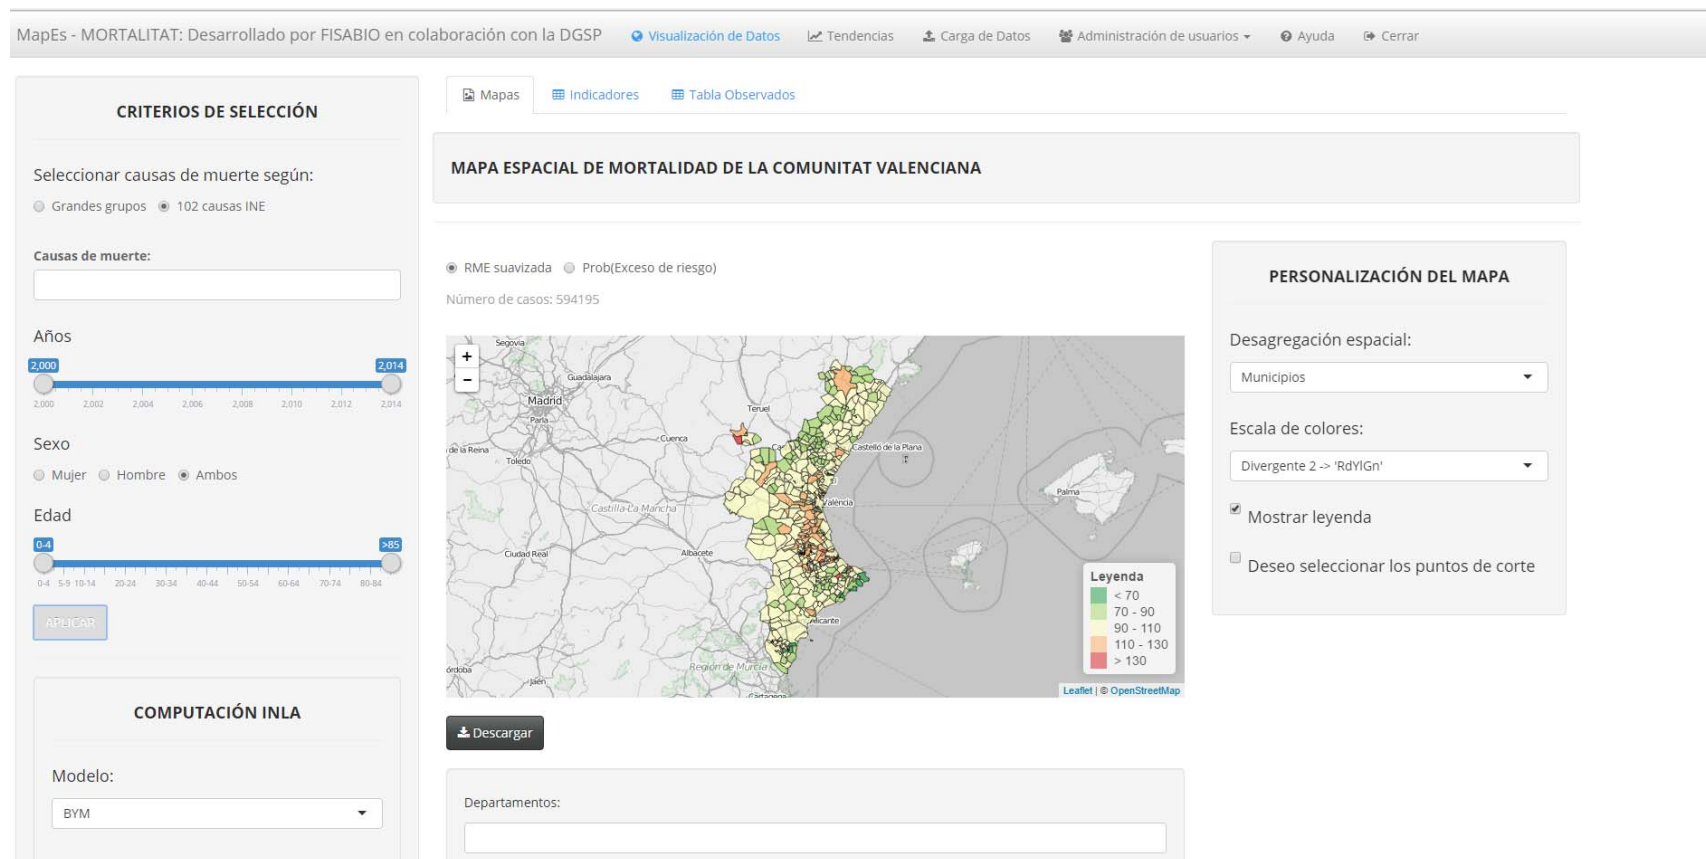 MapEs - MORTALITAT: Desarrollado por FISABIO en colaboración con la DGSP Visualización de Datos Tendencias Carga de Datos Administración de usuarios Ayuda Cerrar
CRITERIOS DE SELECCIÓN
Seleccionar causas de muerte según:
Grandes grupos 102 causas INE
Causas de muerte:
Años
2,000 2,014
2,000 2,002 2,004 2,006 2,008 2,010 2,012 2,014
Sexo
Mujer Hombre Ambos
Edad
0-4 >85
0-4 5-9 10-14 20-24 30-34 40-44 50-54 60-64 70-74 80-84
APLICAR
COMPUTACIÓN INLA
Modelo:
BYM
Mapas Indicadores Tabla Observados
MAPA ESPACIAL DE MORTALIDAD DE LA COMUNITAT VALENCIANA
RME suavizada Prob(Exceso de riesgo)
Número de casos: 594195
+
-
Segovia
Guadalajara
Madrid
Parla
Teruel
Cuenca
de la Reina
Toledo
Castelló de la Plana
València
Palma
Castilla-La Mancha
Ciudad Real
Albacete
Alicante
Región de Murcia
Jaén
Cartagena
Leyenda
< 70
70 - 90
90 - 110
110 - 130
> 130
Leaflet | © OpenStreetMap
Descargar
Departamentos:
PERSONALIZACIÓN DEL MAPA
Desagregación espacial:
Municipios
Escala de colores:
Divergente 2 -> 'RdYlGn'
Mostrar leyenda
Deseo seleccionar los puntos de corte